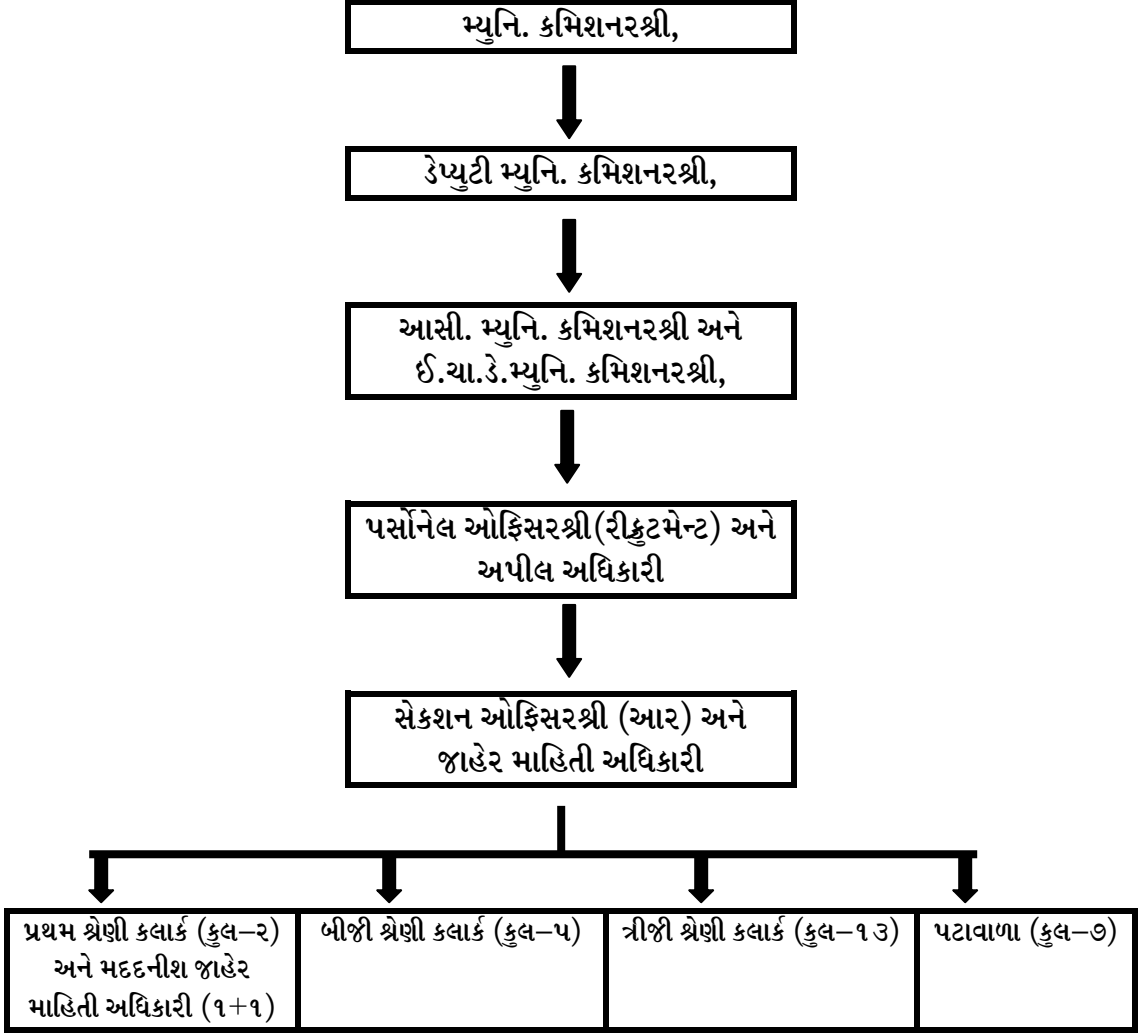 મ્યુનિ. કમિશનરશ્રી,
ડેપ્યુટી મ્યુનિ. કમિશનરશ્રી,
આસી. મ્યુનિ. કમિશનરશ્રી અને
ઈ.ચા.ડે.મ્યુનિ. કમિશનરશ્રી,
પર્સોનેલ ઓફિસરશ્રી(રીક્રુટમેન્ટ) અને
અપીલ અધિકારી
સેકશન ઓફિસરશ્રી (આર) અને
જાહેર માહિતી અધિકારી
પ્રથમ શ્રેણી કલાર્ક (કુલ–૨)
અને મદદનીશ જાહેર
માહિતી અધિકારી (૧+૧)
બીજી શ્રેણી કલાર્ક (કુલ–૫)
ત્રીજી શ્રેણી કલાર્ક (કુલ–૧૩)
પટાવાળા (કુલ–૭)